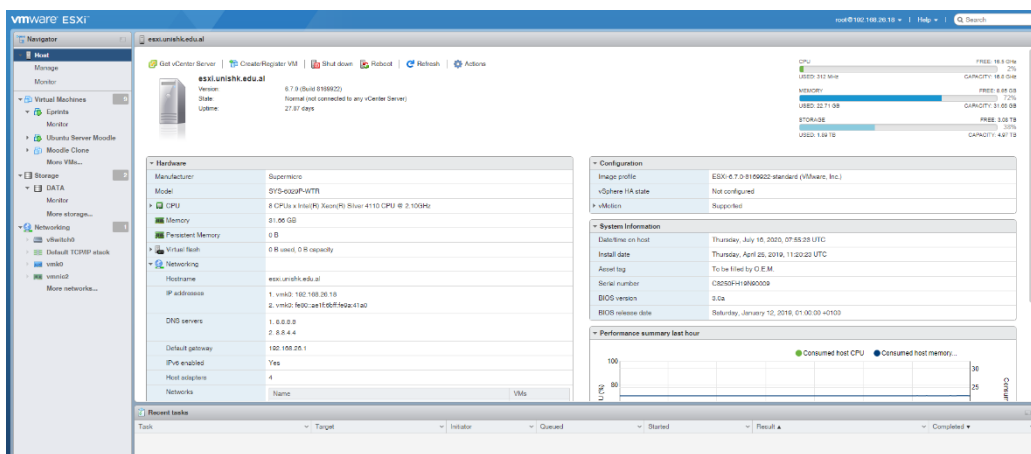 vmware ESXi™
root@192.168.26.18 ▾ | Help ▾ | Search
Navigator
Host
Manage
Monitor
Virtual Machines
Eprints
Monitor
Ubuntu Server Moodle
Moodle Clone
More VMs...
Storage
DATA
Monitor
More storage...
Networking
vSwitch0
Default TCP/IP stack
vmk0
vmnic2
More networks...
esxi.unishk.edu.al
Get vCenter Server | Create/Register VM | Shut down Reboot | Refresh | Actions
esxi.unishk.edu.al
Version: 6.7.0 (Build 8169922)
State: Normal (not connected to any vCenter Server)
Uptime: 27.87 days
CPU FREE: 16.5 GHz
2%
USED: 312 MHz CAPACITY: 16.8 GHz
MEMORY FREE: 8.95 GB
72%
USED: 22.71 GB CAPACITY: 31.66 GB
STORAGE FREE: 3.08 TB
38%
USED: 1.89 TB CAPACITY: 4.97 TB
Hardware
Manufacturer Supermicro
Model SYS-6029P-WTR
CPU 8 CPUs x Intel(R) Xeon(R) Silver 4110 CPU @ 2.10GHz
Memory 31.66 GB
Persistent Memory 0 B
Virtual flash 0 B used, 0 B capacity
Networking
Hostname esxi.unishk.edu.al
IP addresses 1. vmk0: 192.168.26.18
2. vmk0: fe80::ae1f:6bff:fe9a:41a0
DNS servers 1. 8.8.8.8
2. 8.8.4.4
Default gateway 192.168.26.1
IPv6 enabled Yes
Host adapters 4
Networks Name VMs
Configuration
Image profile ESXi-6.7.0-8169922-standard (VMware, Inc.)
vSphere HA state Not configured
vMotion Supported
System Information
Date/time on host Thursday, July 16, 2020, 07:55:23 UTC
Install date Thursday, April 25, 2019, 11:20:23 UTC
Asset tag To be filled by O.E.M.
Serial number C8250FH19N90009
BIOS version 3.0a
BIOS release date Saturday, January 12, 2019, 01:00:00 +0100
Performance summary last hour
Consumed host CPU Consumed host memory...
100
80
30
25
Recent tasks
Task Target Initiator Queued Started Result ▲ Completed ▼